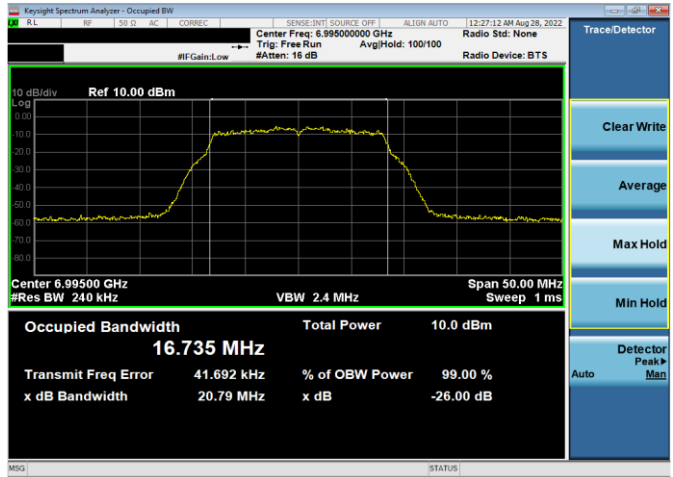 Keysight Spectrum Analyzer - Occupied BW
RL RF 50 Ω AC CORREC SENSE:INT SOURCE OFF ALIGN AUTO 12:27:12 AM Aug 28, 2022
Center Freq: 6.995000000 GHz Radio Std: None
Trig: Free Run Avg|Hold: 100/100
#IFGain:Low #Atten: 16 dB Radio Device: BTS
Trace/Detector
10 dB/div Ref 10.00 dBm
Log
0.00
-10.0
-20.0
-30.0
-40.0
-50.0
-60.0
-70.0
-80.0
Center 6.99500 GHz Span 50.00 MHz
#Res BW 240 kHz VBW 2.4 MHz Sweep 1 ms
Occupied Bandwidth Total Power 10.0 dBm
16.735 MHz
Transmit Freq Error 41.692 kHz % of OBW Power 99.00 %
x dB Bandwidth 20.79 MHz x dB -26.00 dB
Clear Write
Average
Max Hold
Min Hold
Detector
Peak▶
Auto Man
MSG STATUS